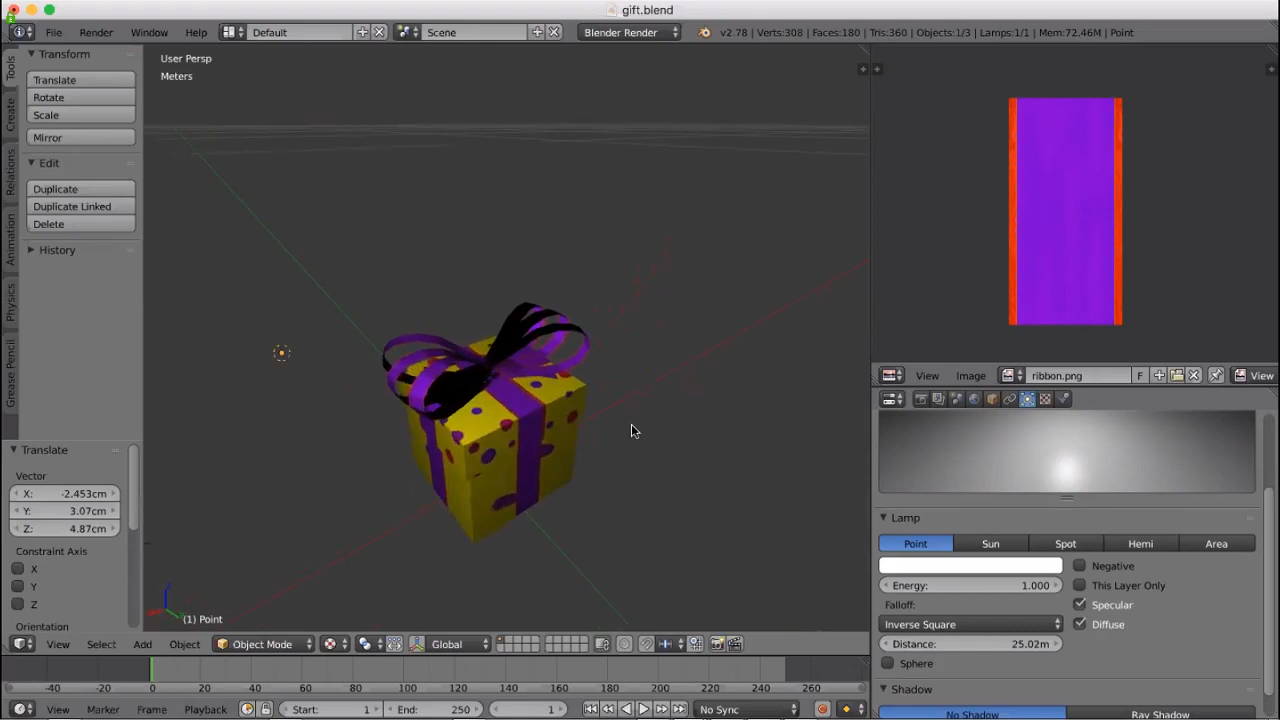 gift.blend
File Render Window Help Default Scene Blender Render v2.78 | Verts:308 | Faces:180 | Tris:360 | Objects:1/3 | Lamps:1/1 | Mem:72.46M | Point
Tools
Create
Relations
Animation
Physics
Grease Pencil
Transform
Translate
Rotate
Scale
Mirror
Edit
Duplicate
Duplicate Linked
Delete
History
Translate
Vector
X: -2.453cm
Y: 3.07cm
Z: 4.87cm
Constraint Axis
X
Y
Z
Orientation
User Persp
Meters
(1) Point
View Select Add Object Object Mode Global
-40 -20 0 20 40 60 80 100 120 140 160 180 200 220 240 260
View Marker Frame Playback Start: 1 End: 250 1 No Sync
View Image ribbon.png F View
Lamp
Point Sun Spot Hemi Area
Negative
Energy: 1.000 This Layer Only
Falloff: Specular
Inverse Square Diffuse
Distance: 25.02m
Sphere
Shadow
No Shadow Ray Shadow